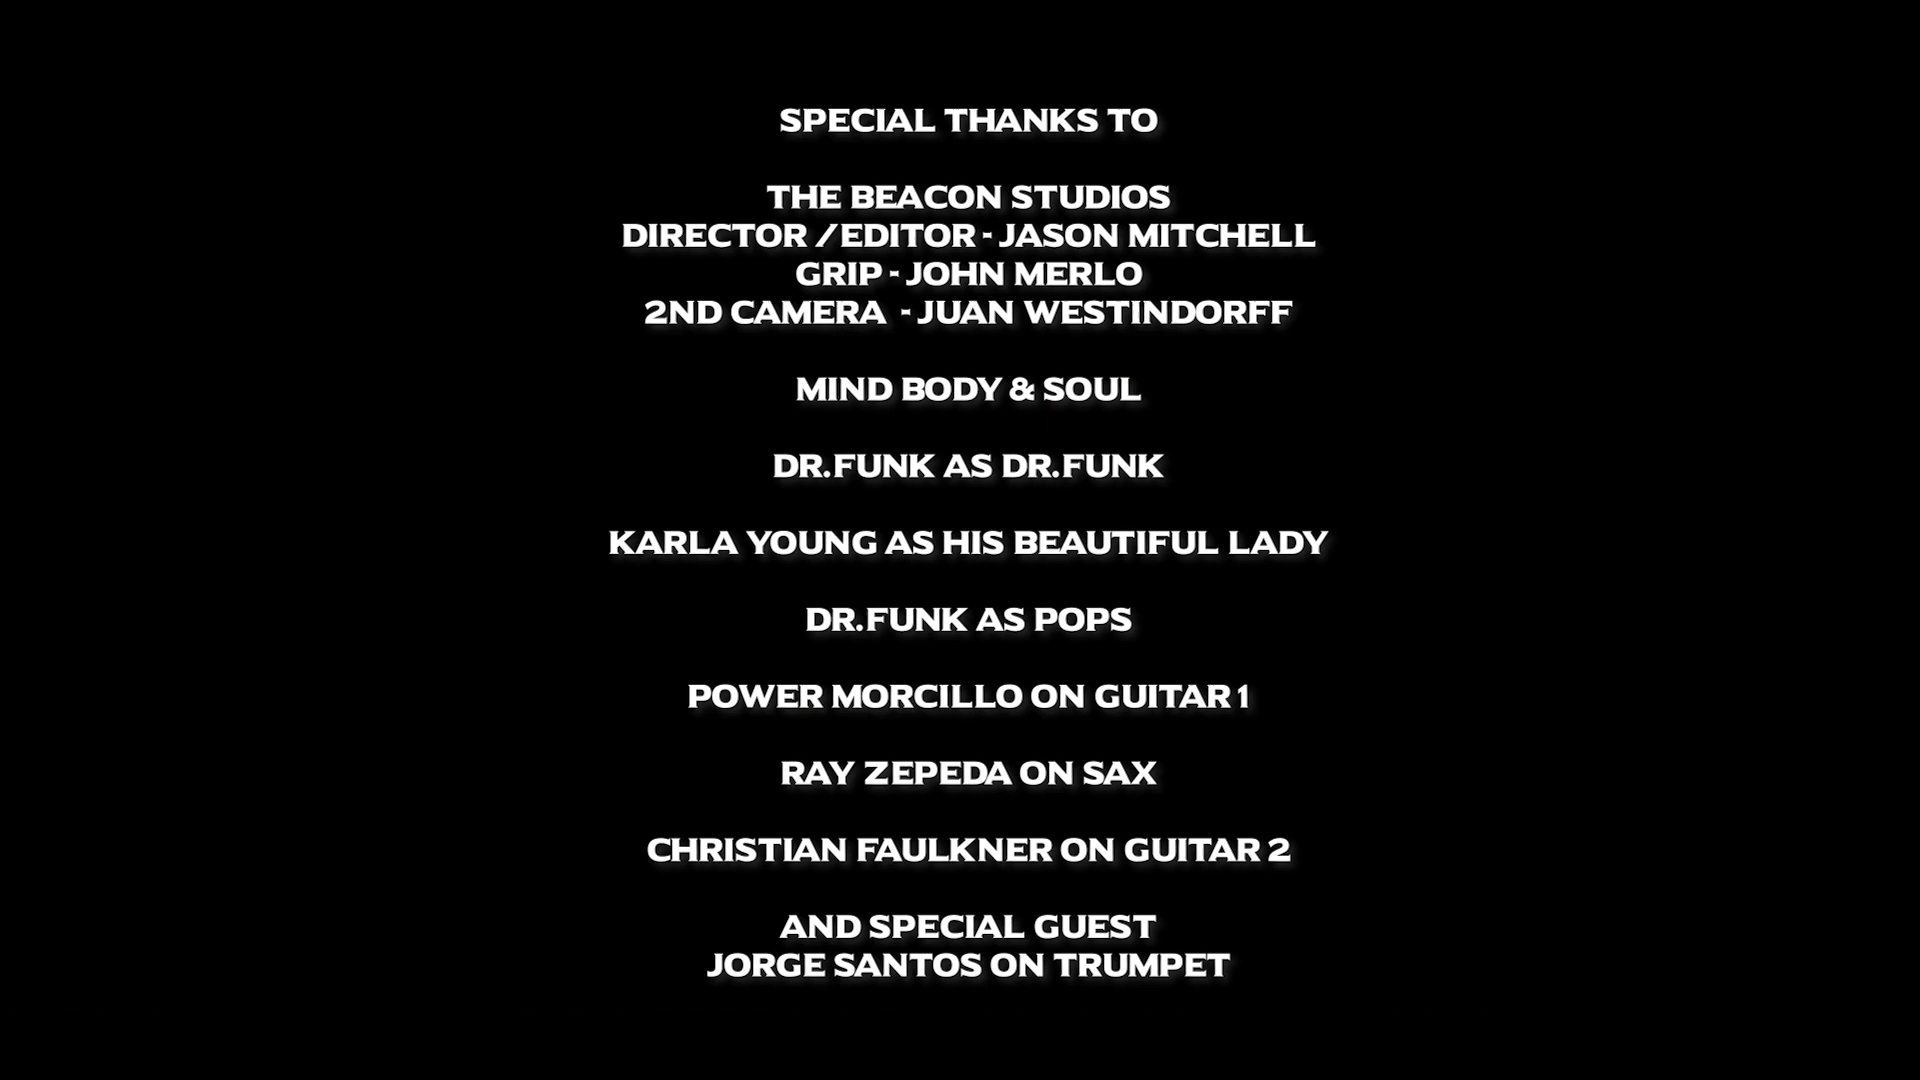 SPECIAL THANKS TO
THE BEACON STUDIOS
DIRECTOR /EDITOR - JASON MITCHELL
GRIP - JOHN MERLO
2ND CAMERA - JUAN WESTINDORFF
MIND BODY & SOUL
DR.FUNK AS DR.FUNK
KARLA YOUNG AS HIS BEAUTIFUL LADY
DR.FUNK AS POPS
POWER MORCILLO ON GUITAR 1
RAY ZEPEDA ON SAX
CHRISTIAN FAULKNER ON GUITAR 2
AND SPECIAL GUEST
JORGE SANTOS ON TRUMPET